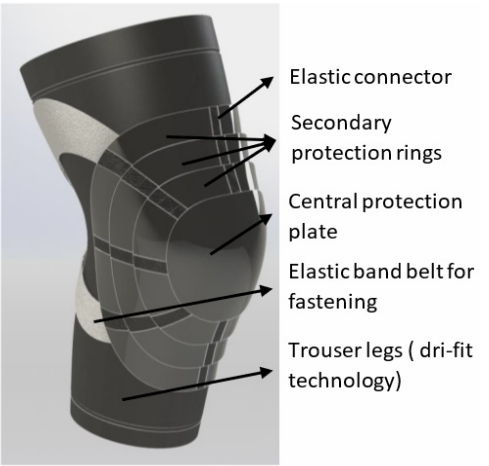 Elastic connector
Secondary
protection rings
Central protection
plate
Elastic band belt for
fastening
Trouser legs ( dri-fit
technology)